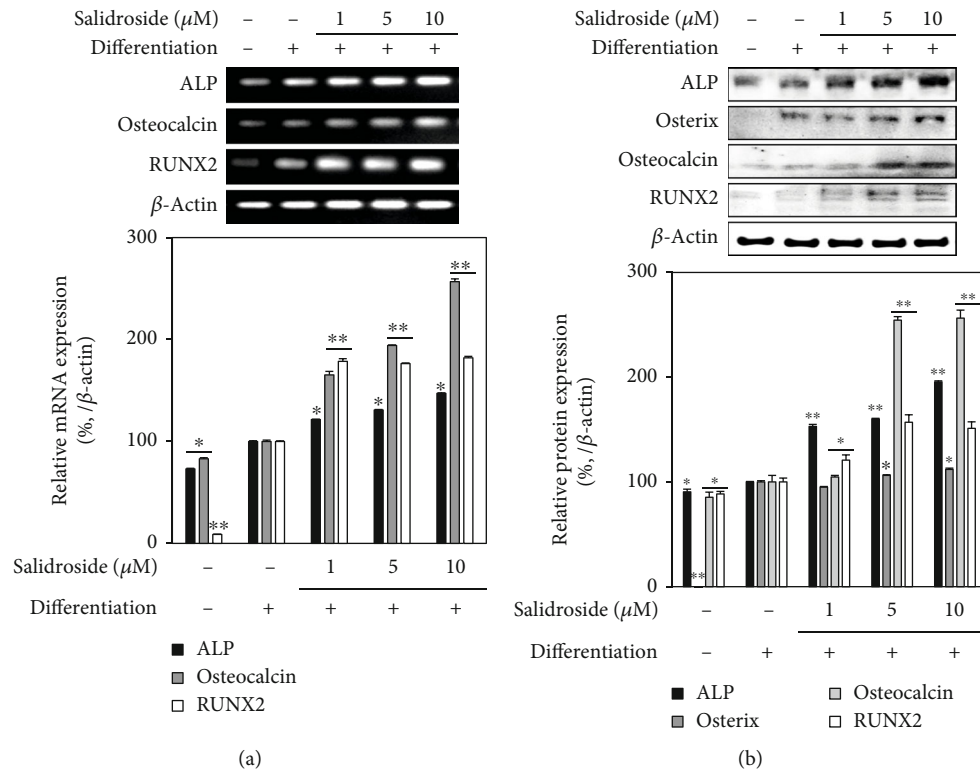 Salidroside (μM) – – 1 5 10
Differentiation – + + + +
ALP
Osteocalcin
RUNX2
β-Actin
300
200
100
0
Relative mRNA expression
(%, /β-actin)
* ** * ** * ** * **
Salidroside (μM) – – 1 5 10
Differentiation – + + + +
ALP
Osteocalcin
RUNX2
(a)
Salidroside (μM) – – 1 5 10
Differentiation – + + + +
ALP
Osterix
Osteocalcin
RUNX2
β-Actin
300
200
100
0
Relative protein expression
(%, /β-actin)
* ** * ** * ** * ** ** * **
Salidroside (μM) – – 1 5 10
Differentiation – + + + +
ALP
Osterix
Osteocalcin
RUNX2
(b)